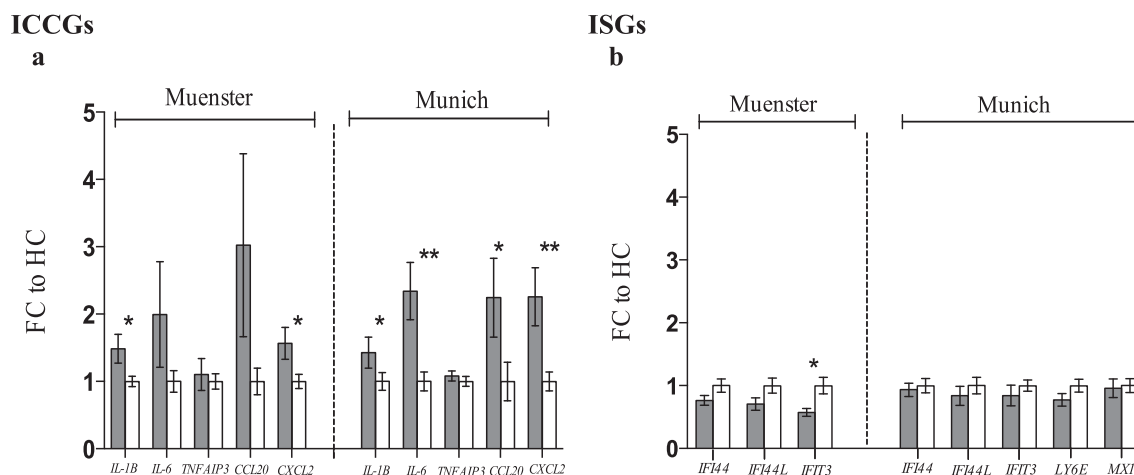 ICCGs
a
Muenster
Munich
FC to HC
5
4
3
2
1
0
*
*
*
**
*
**
IL-1B IL-6 TNFAIP3 CCL20 CXCL2
IL-1B IL-6 TNFAIP3 CCL20 CXCL2
ISGs
b
Muenster
Munich
FC to HC
5
4
3
2
1
0
*
IFI44 IFI44L IFIT3
IFI44 IFI44L IFIT3 LY6E